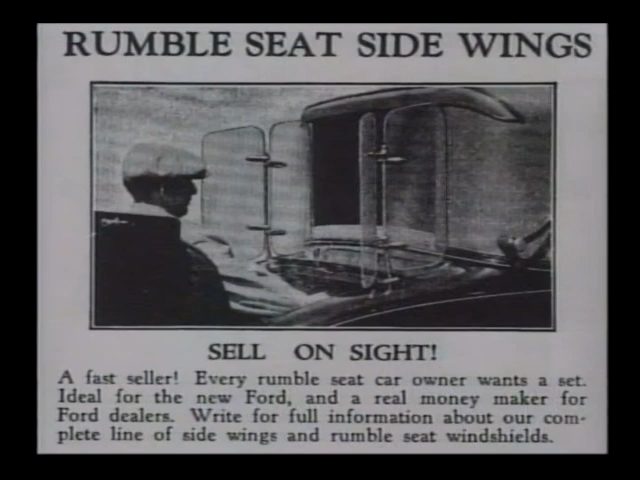 RUMBLE SEAT SIDE WINGS
SELL ON SIGHT!
A fast seller! Every rumble seat car owner wants a set.
Ideal for the new Ford, and a real money maker for
Ford dealers. Write for full information about our com-
plete line of side wings and rumble seat windshields.